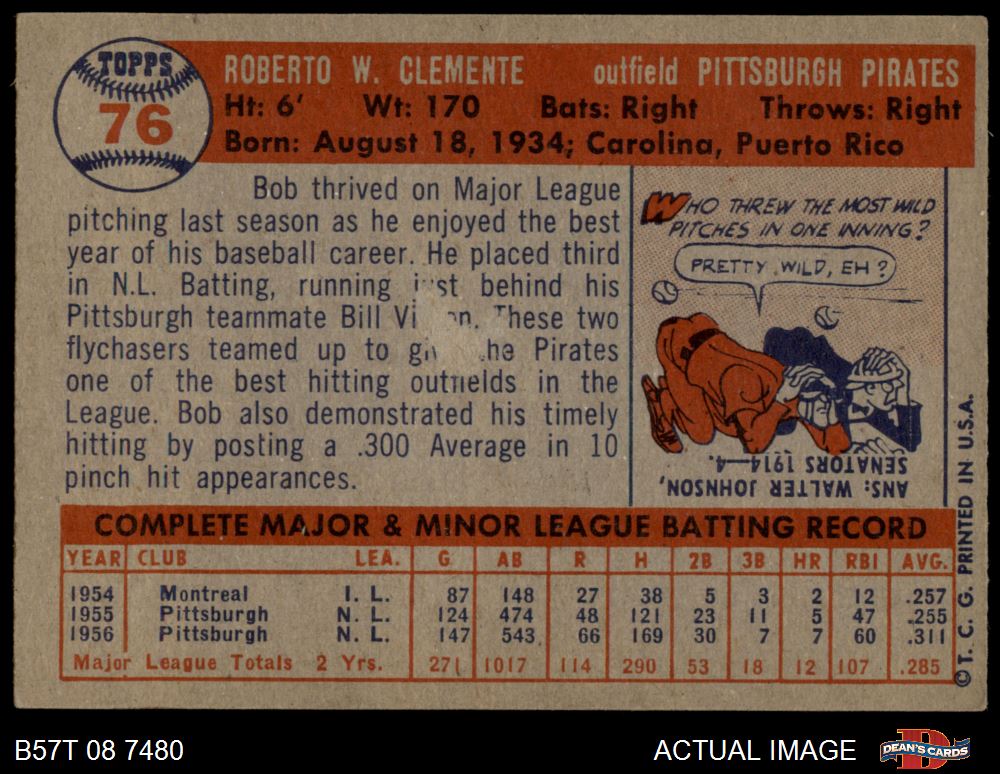 TOPPS
76
ROBERTO W. CLEMENTE outfield PITTSBURGH PIRATES
Ht: 6' Wt: 170 Bats: Right Throws: Right
Born: August 18, 1934; Carolina, Puerto Rico
Bob thrived on Major League
pitching last season as he enjoyed the best
year of his baseball career. He placed third
in N.L. Batting, running just behind his
Pittsburgh teammate Bill These two
flychasers teamed up to the Pirates
one of the best hitting outfields in the
League. Bob also demonstrated his timely
hitting by posting a .300 Average in 10
pinch hit appearances.
WHO THREW THE MOST WILD
PITCHES IN ONE INNING?
PRETTY WILD, EH?
ANS: WALTER JOHNSON,
SENATORS 1914—4.
COMPLETE MAJOR & MINOR LEAGUE BATTING RECORD
YEAR CLUB LEA. G AB R H 2B 3B HR RBI AVG.
1954 Montreal I. L. 87 148 27 38 5 3 2 12 .257
1955 Pittsburgh N. L. 124 474 48 121 23 11 5 47 .255
1956 Pittsburgh N. L. 147 543 66 169 30 7 7 60 .311
Major League Totals 2 Yrs. 271 1017 114 290 53 18 12 107 .285
©T. C. G. PRINTED IN U.S.A.
B57T 08 7480
ACTUAL IMAGE
DEAN'S CARDS